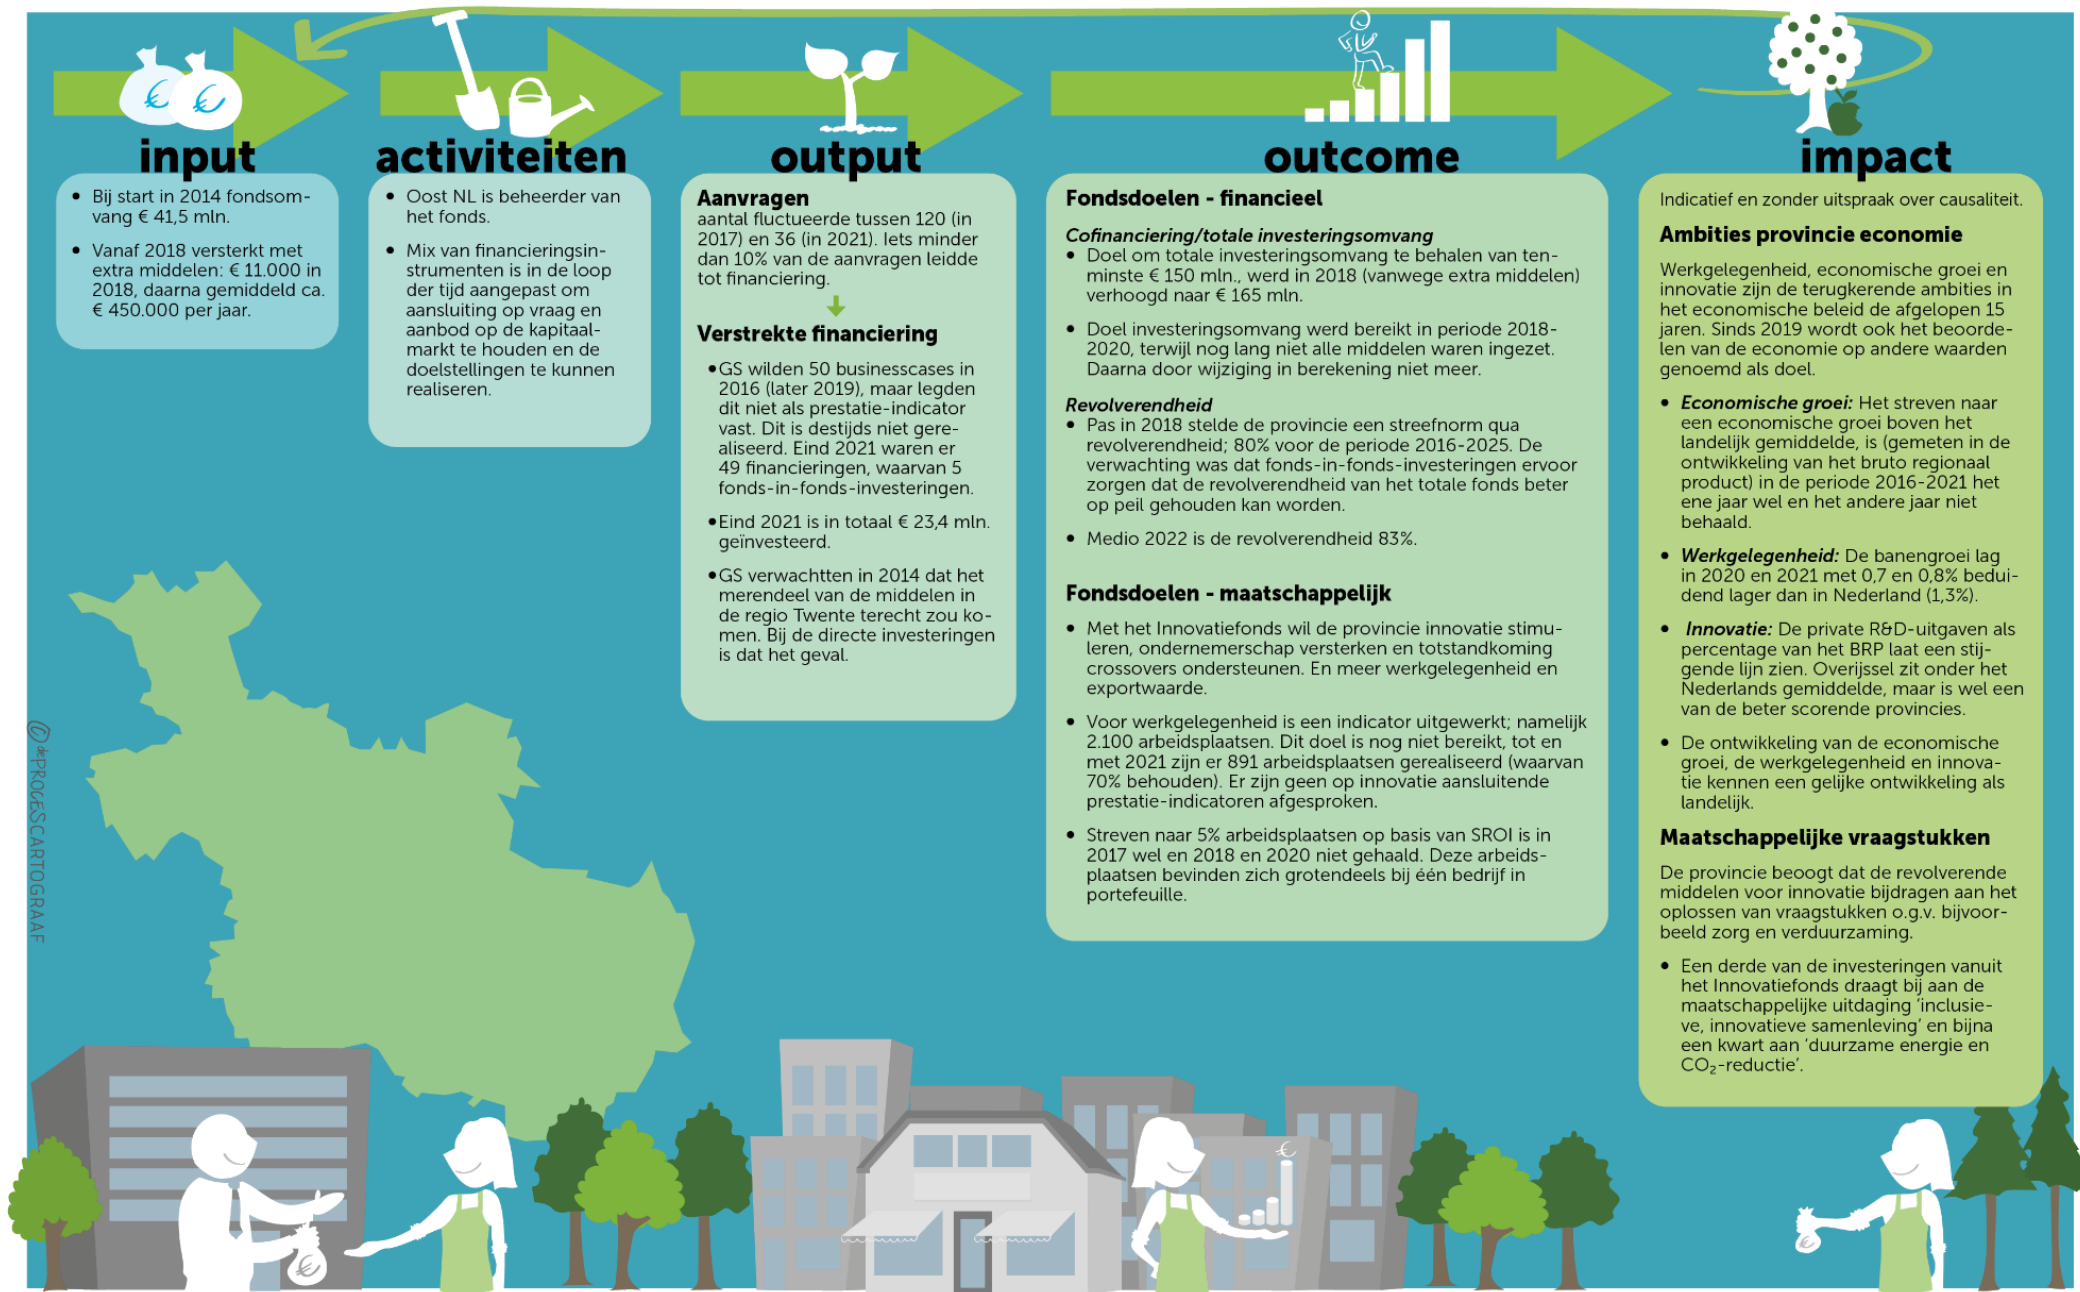 input
• Bij start in 2014 fondsom-
vang € 41,5 mln.
• Vanaf 2018 versterkt met
extra middelen: € 11.000 in
2018, daarna gemiddeld ca.
€ 450.000 per jaar.
activiteiten
• Oost NL is beheerder van
het fonds.
• Mix van financieringsin-
strumenten is in de loop
der tijd aangepast om
aansluiting op vraag en
aanbod op de kapitaal-
markt te houden en de
doelstellingen te kunnen
realiseren.
output
Aanvragen
aantal fluctueerde tussen 120 (in
2017) en 36 (in 2021). Iets minder
dan 10% van de aanvragen leidde
tot financiering.
Verstrekte financiering
•GS wilden 50 businesscases in
2016 (later 2019), maar legden
dit niet als prestatie-indicator
vast. Dit is destijds niet gere-
aliseerd. Eind 2021 waren er
49 financieringen, waarvan 5
fonds-in-fonds-investeringen.
•Eind 2021 is in totaal € 23,4 mln.
geïnvesteerd.
•GS verwachtten in 2014 dat het
merendeel van de middelen in
de regio Twente terecht zou ko-
men. Bij de directe investeringen
is dat het geval.
outcome
Fondsdoelen - financieel
Cofinanciering/totale investeringsomvang
• Doel om totale investeringsomvang te behalen van ten-
minste € 150 mln., werd in 2018 (vanwege extra middelen)
verhoogd naar € 165 mln.
• Doel investeringsomvang werd bereikt in periode 2018-
2020, terwijl nog lang niet alle middelen waren ingezet.
Daarna door wijziging in berekening niet meer.
Revolverendheid
• Pas in 2018 stelde de provincie een streefnorm qua
revolverendheid; 80% voor de periode 2016-2025. De
verwachting was dat fonds-in-fonds-investeringen ervoor
zorgen dat de revolverendheid van het totale fonds beter
op peil gehouden kan worden.
• Medio 2022 is de revolverendheid 83%.
Fondsdoelen - maatschappelijk
• Met het Innovatiefonds wil de provincie innovatie stimu-
leren, ondernemerschap versterken en totstandkoming
crossovers ondersteunen. En meer werkgelegenheid en
exportwaarde.
• Voor werkgelegenheid is een indicator uitgewerkt; namelijk
2.100 arbeidsplaatsen. Dit doel is nog niet bereikt, tot en
met 2021 zijn er 891 arbeidsplaatsen gerealiseerd (waarvan
70% behouden). Er zijn geen op innovatie aansluitende
prestatie-indicatoren afgesproken.
• Streven naar 5% arbeidsplaatsen op basis van SROI is in
2017 wel en 2018 en 2020 niet gehaald. Deze arbeids-
plaatsen bevinden zich grotendeels bij één bedrijf in
portefeuille.
impact
Indicatief en zonder uitspraak over causaliteit.
Ambities provincie economie
Werkgelegenheid, economische groei en
innovatie zijn de terugkerende ambities in
het economische beleid de afgelopen 15
jaren. Sinds 2019 wordt ook het beoorde-
len van de economie op andere waarden
genoemd als doel.
• Economische groei: Het streven naar
een economische groei boven het
landelijk gemiddelde, is (gemeten in de
ontwikkeling van het bruto regionaal
product) in de periode 2016-2021 het
ene jaar wel en het andere jaar niet
behaald.
• Werkgelegenheid: De banengroei lag
in 2020 en 2021 met 0,7 en 0,8% bedui-
dend lager dan in Nederland (1,3%).
• Innovatie: De private R&D-uitgaven als
percentage van het BRP laat een stij-
gende lijn zien. Overijssel zit onder het
Nederlands gemiddelde, maar is wel een
van de beter scorende provincies.
• De ontwikkeling van de economische
groei, de werkgelegenheid en innova-
tie kennen een gelijke ontwikkeling als
landelijk.
Maatschappelijke vraagstukken
De provincie beoogt dat de revolverende
middelen voor innovatie bijdragen aan het
oplossen van vraagstukken o.g.v. bijvoor-
beeld zorg en verduurzaming.
• Een derde van de investeringen vanuit
het Innovatiefonds draagt bij aan de
maatschappelijke uitdaging ‘inclusie-
ve, innovatieve samenleving’ en bijna
een kwart aan ‘duurzame energie en
CO₂-reductie’.
© dePROCESCARTOGRAAF